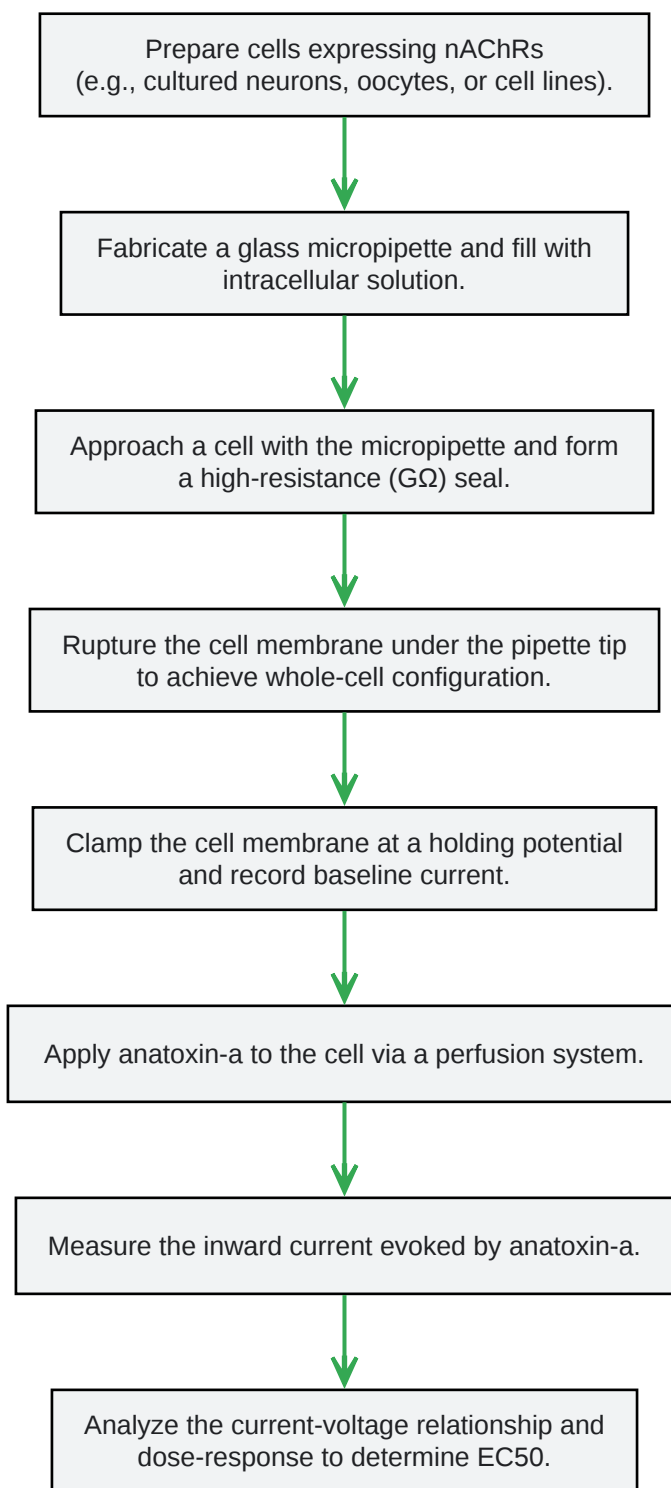 Prepare cells expressing nAChRs
(e.g., cultured neurons, oocytes, or cell lines).
Fabricate a glass micropipette and fill with
intracellular solution.
Approach a cell with the micropipette and form
a high-resistance (GΩ) seal.
Rupture the cell membrane under the pipette tip
to achieve whole-cell configuration.
Clamp the cell membrane at a holding potential
and record baseline current.
Apply anatoxin-a to the cell via a perfusion system.
Measure the inward current evoked by anatoxin-a.
Analyze the current-voltage relationship and
dose-response to determine EC50.